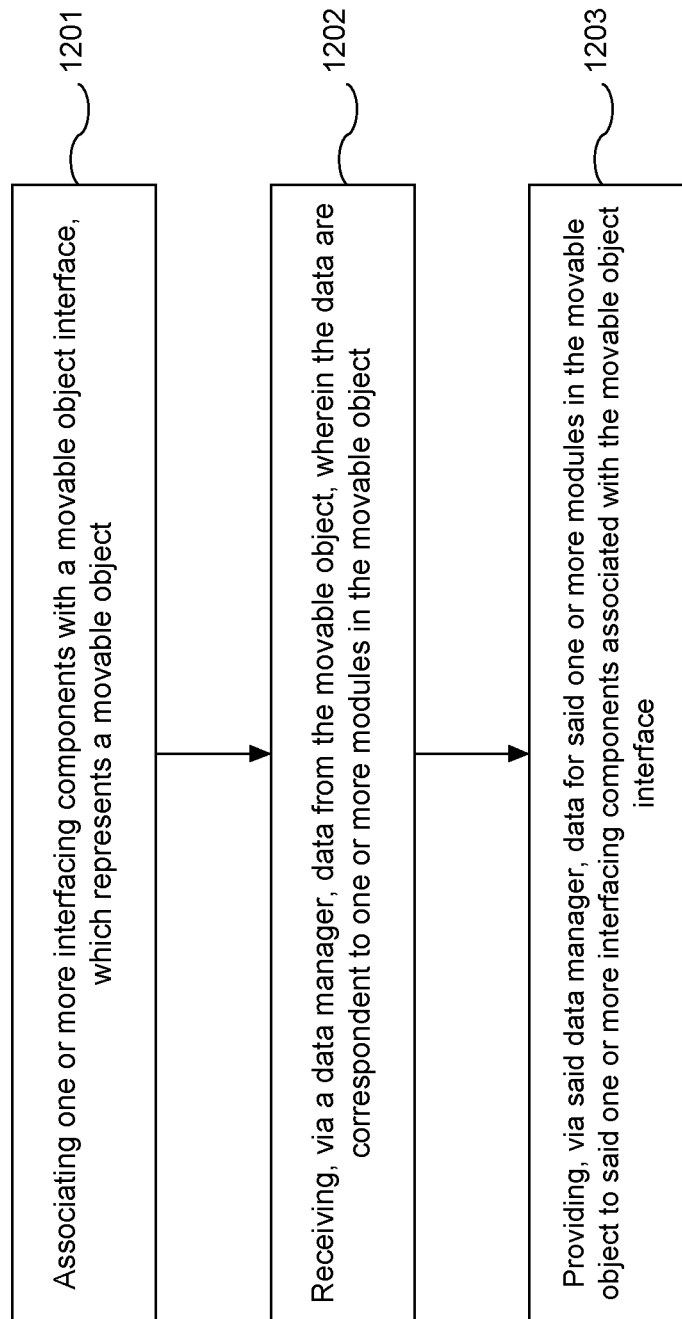 Associating one or more interfacing components with a movable object interface,
which represents a movable object
1201
Receiving, via a data manager, data from the movable object, wherein the data are
correspondent to one or more modules in the movable object
1202
Providing, via said data manager, data for said one or more modules in the movable
object to said one or more interfacing components associated with the movable object
interface
1203